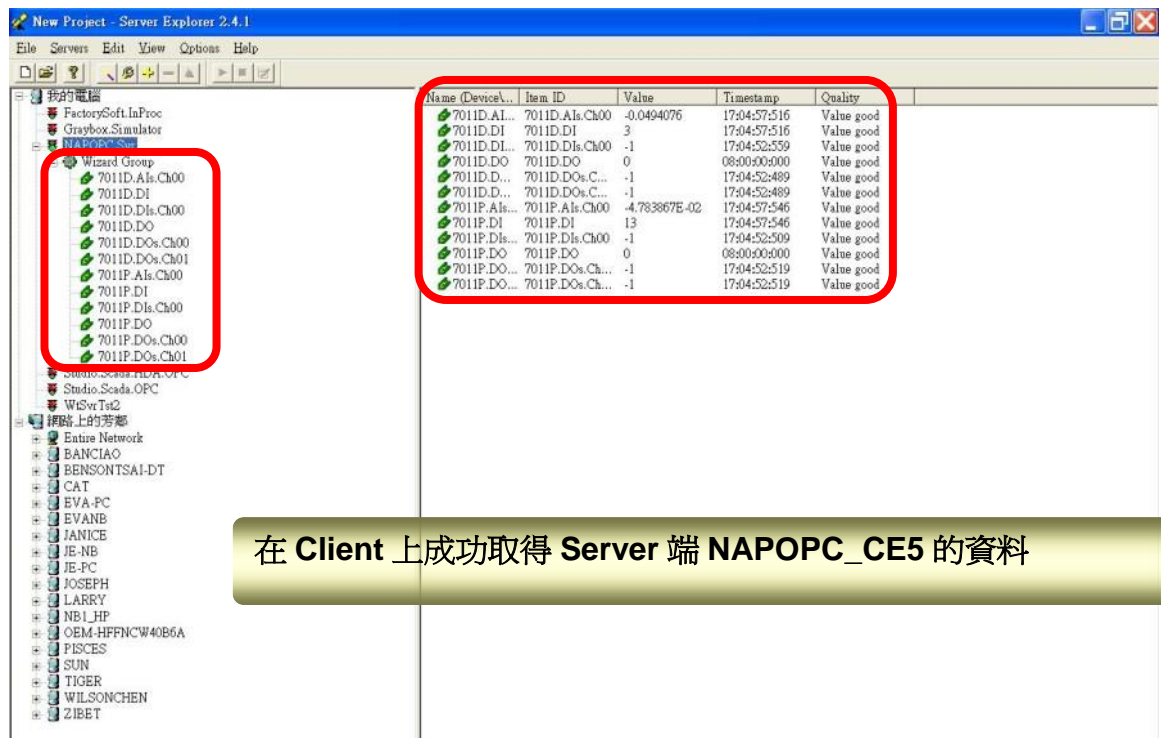 New Project - Server Explorer 2.4.1
File Servers Edit View Options Help
我的電腦
FactorySoft.InProc
Graybox.Simulator
NAPOPC.Svr
Wizard Group
7011D.AIs.Ch00
7011D.DI
7011D.DIs.Ch00
7011D.DO
7011D.DOs.Ch00
7011D.DOs.Ch01
7011P.AIs.Ch00
7011P.DI
7011P.DIs.Ch00
7011P.DO
7011P.DOs.Ch00
7011P.DOs.Ch01
Studio.Scada.HDA.OPC
Studio.Scada.OPC
WtSvrTst2
網路上的芳鄰
Entire Network
BANCIAO
BENSONTSAI-DT
CAT
EVA-PC
EVANB
JANICE
JE-NB
JE-PC
JOSEPH
LARRY
NB1_HP
OEM-HFFNCW40B6A
PISCES
SUN
TIGER
WILSONCHEN
ZIBET
Name (Device\... Item ID Value Timestamp Quality
7011D.AI... 7011D.AIs.Ch00 -0.0494076 17:04:57:516 Value good
7011D.DI 7011D.DI 3 17:04:57:516 Value good
7011D.DI... 7011D.DIs.Ch00 -1 17:04:52:559 Value good
7011D.DO 7011D.DO 0 08:00:00:000 Value good
7011D.D... 7011D.DOs.C... -1 17:04:52:489 Value good
7011D.D... 7011D.DOs.C... -1 17:04:52:489 Value good
7011P.AIs... 7011P.AIs.Ch00 -4.783867E-02 17:04:57:546 Value good
7011P.DI 7011P.DI 13 17:04:57:546 Value good
7011P.DIs... 7011P.DIs.Ch00 -1 17:04:52:509 Value good
7011P.DO 7011P.DO 0 08:00:00:000 Value good
7011P.DO... 7011P.DOs.Ch... -1 17:04:52:519 Value good
7011P.DO... 7011P.DOs.Ch... -1 17:04:52:519 Value good
在 Client 上成功取得 Server 端 NAPOPC_CE5 的資料